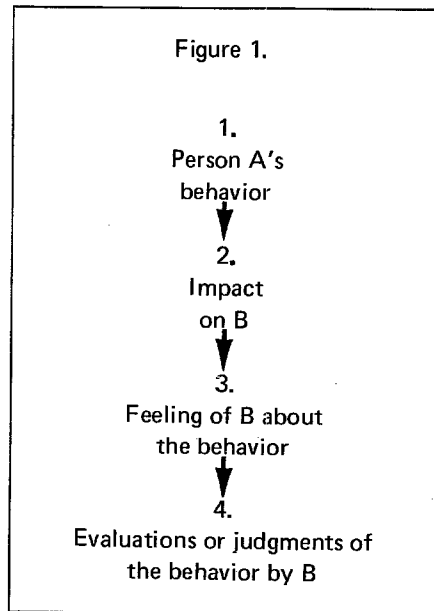 Figure 1.
1.
Person A's
behavior
2.
Impact
on B
3.
Feeling of B about
the behavior
4.
Evaluations or judgments of
the behavior by B